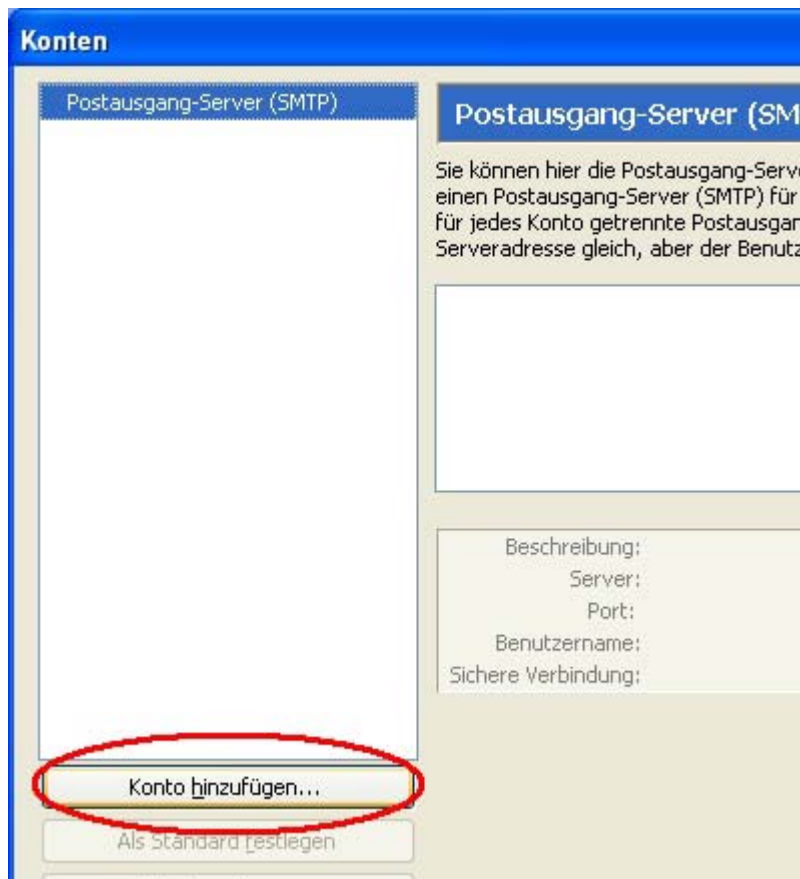 Konten
Postausgang-Server (SMTP)
Postausgang-Server (SM
Sie können hier die Postausgang-Serv
einen Postausgang-Server (SMTP) für
für jedes Konto getrennte Postausgan
Serveradresse gleich, aber der Benutz
Beschreibung:
Server:
Port:
Benutzername:
Sichere Verbindung:
Konto hinzufügen...
Als Standard festlegen